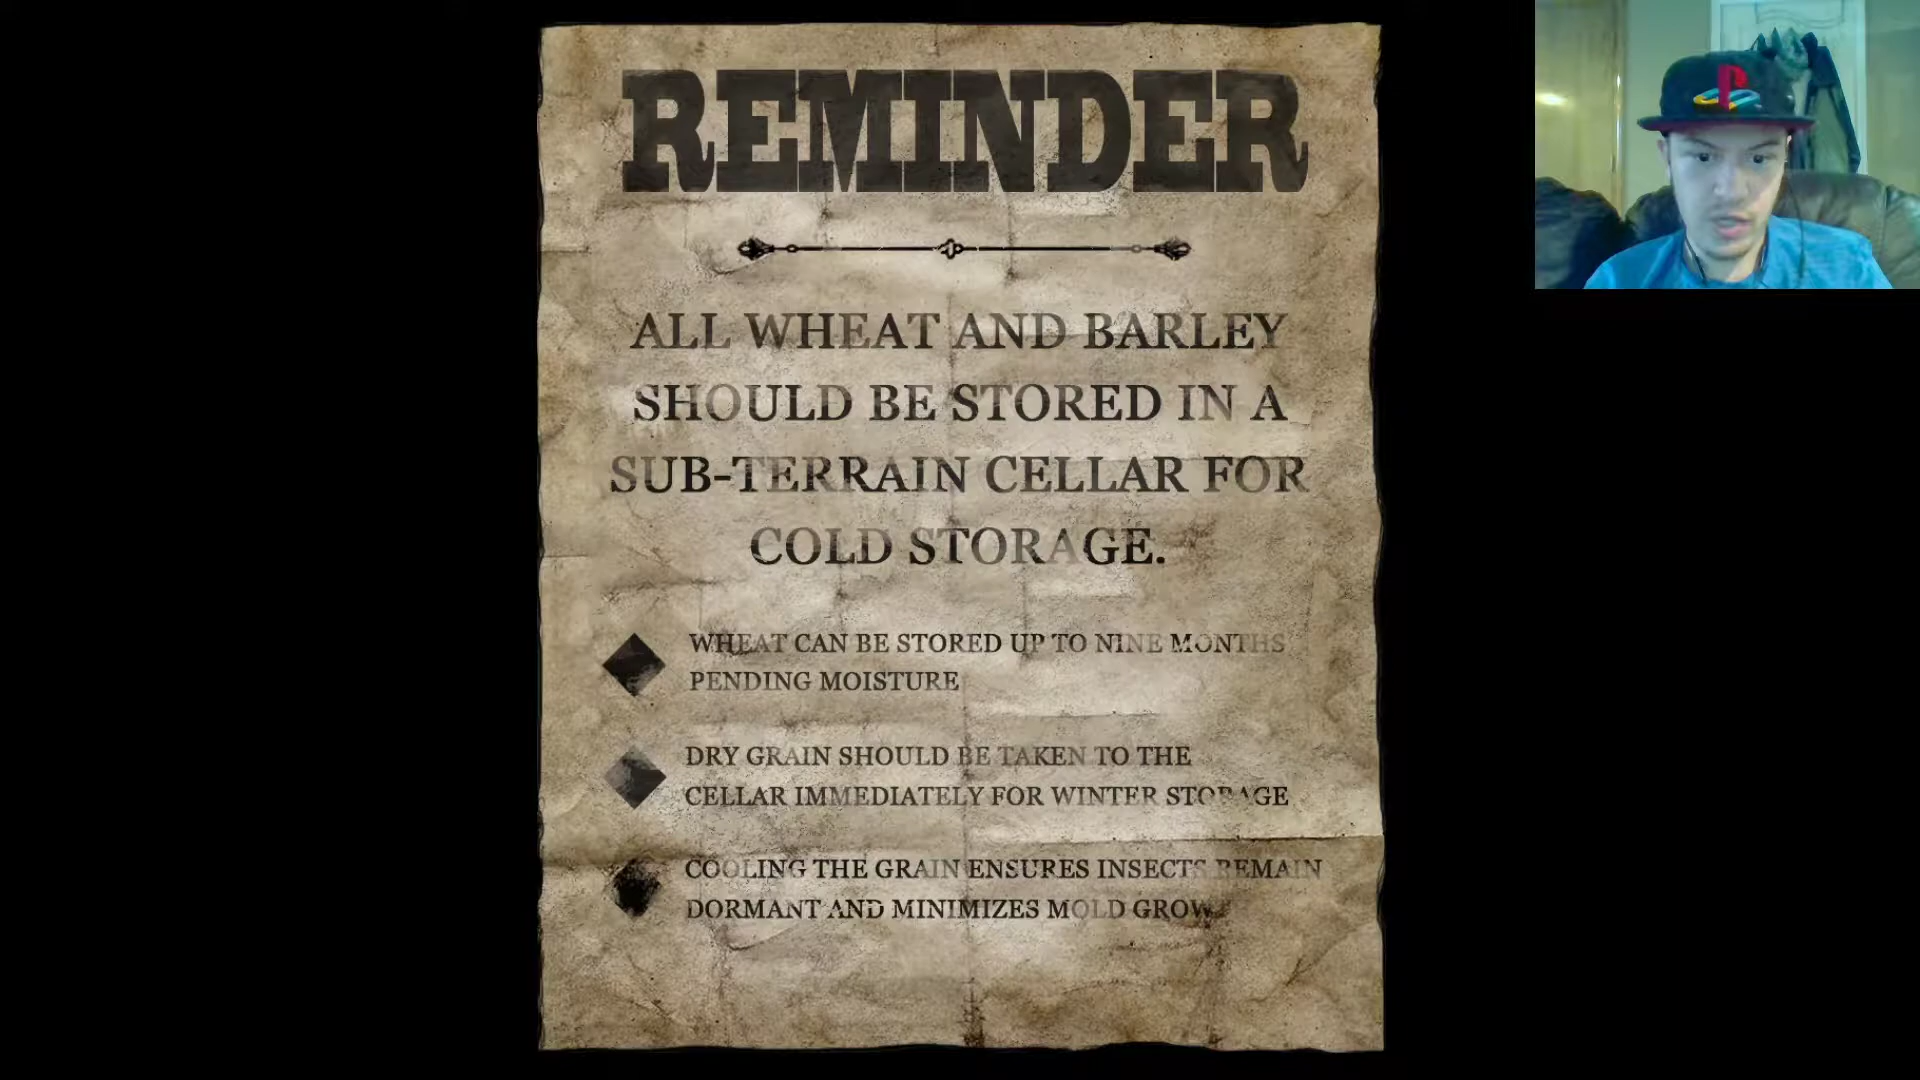 REMINDER
ALL WHEAT AND BARLEY
SHOULD BE STORED IN A
SUB-TERRAIN CELLAR FOR
COLD STORAGE.
WHEAT CAN BE STORED UP TO NINE MONTHS
PENDING MOISTURE
DRY GRAIN SHOULD BE TAKEN TO THE
CELLAR IMMEDIATELY FOR WINTER STORAGE
COOLING THE GRAIN ENSURES INSECTS REMAIN
DORMANT AND MINIMIZES MOLD